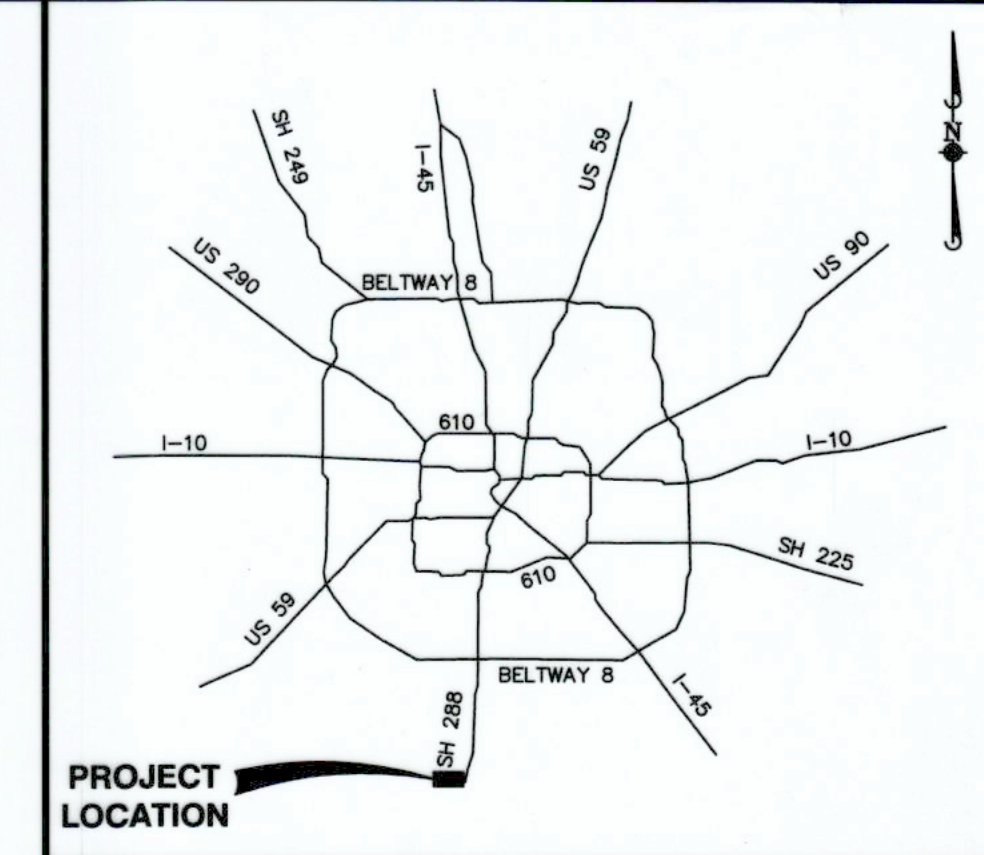 SH 249
I-45
US 59
N
US 290
BELTWAY 8
US 90
610
I-10
I-10
SH 225
610
US 59
BELTWAY 8
I-45
SH 288
PROJECT
LOCATION